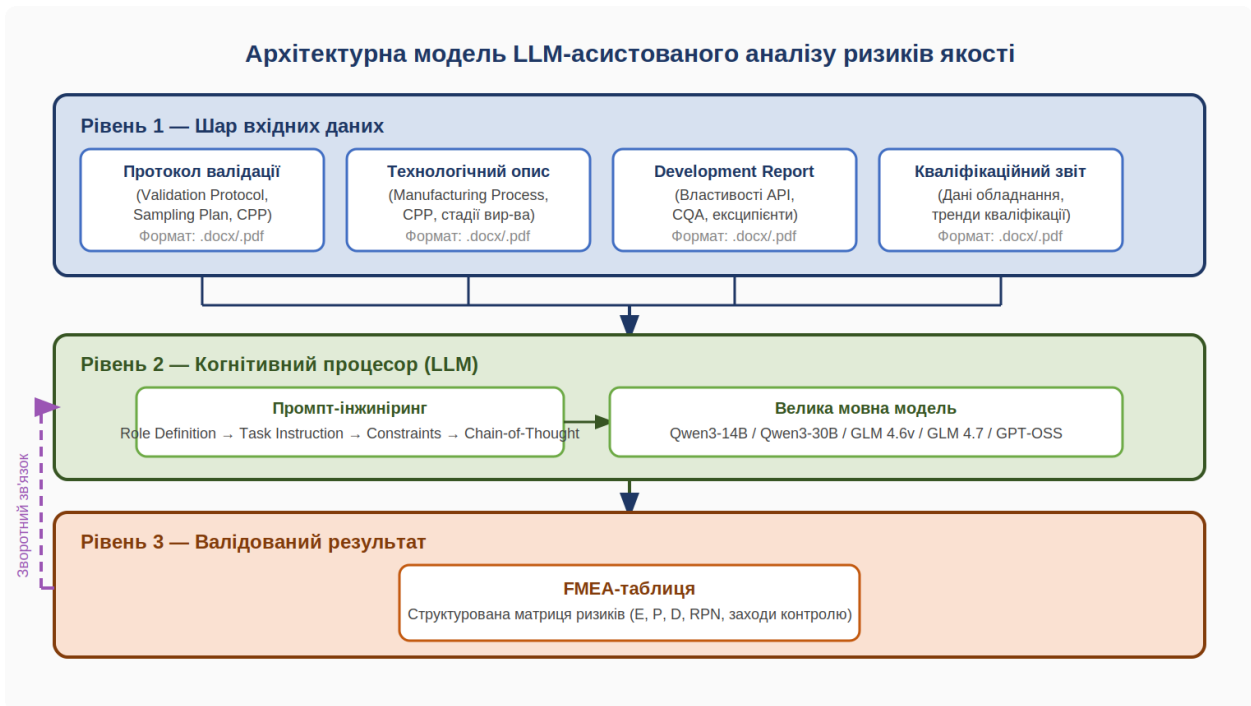 Архітектурна модель LLM-асистованого аналізу ризиків якості
Рівень 1 — Шар вхідних даних
Протокол валідації
(Validation Protocol,
Sampling Plan, CPP)
Формат: .docx/.pdf
Технологічний опис
(Manufacturing Process,
CPP, стадії вир-ва)
Формат: .docx/.pdf
Development Report
(Властивості API,
CQA, ексципієнти)
Формат: .docx/.pdf
Кваліфікаційний звіт
(Дані обладнання,
тренди кваліфікації)
Формат: .docx/.pdf
Рівень 2 — Когнітивний процесор (LLM)
Промпт-інжиніринг
Role Definition → Task Instruction → Constraints → Chain-of-Thought
Велика мовна модель
Qwen3-14B / Qwen3-30B / GLM 4.6v / GLM 4.7 / GPT-OSS
Зворотний зв'язок
Рівень 3 — Валідований результат
FMEA-таблиця
Структурована матриця ризиків (E, P, D, RPN, заходи контролю)